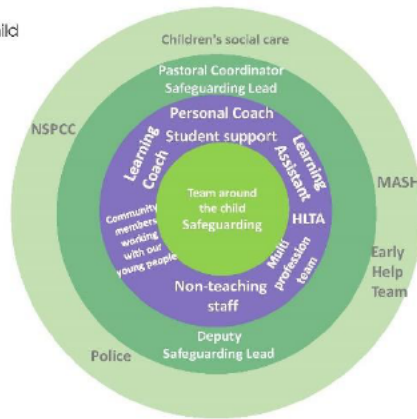 ild
Children's social care
Pastoral Coordinator
Safeguarding Lead
NSPCC
Personal Coach
Student support
Learning
Coach
Learning
Assistant
MASH
Team around
the child
Safeguarding
HLTA
Community
members
working
with our
young people
Multi
profession
team
Early
Help
Team
Non-teaching
staff
Deputy
Safeguarding Lead
Police